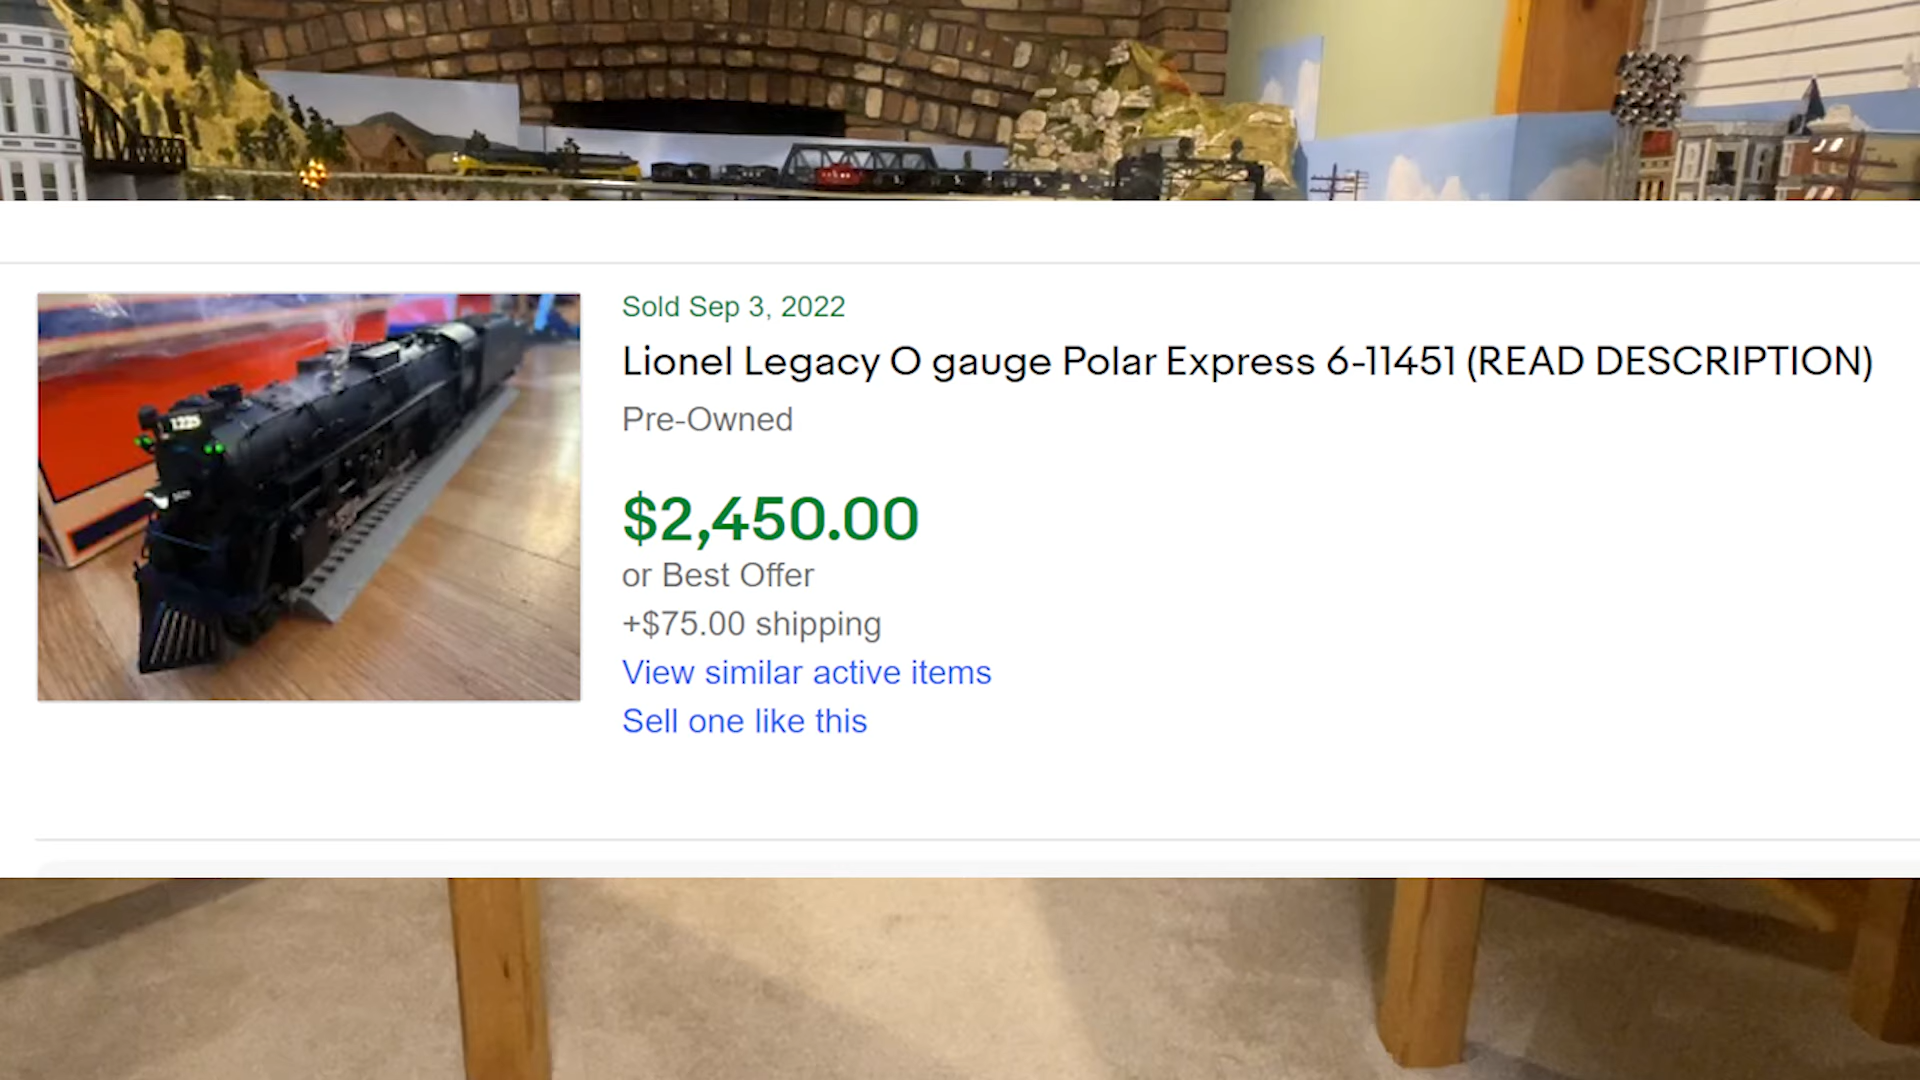 Sold Sep 3, 2022
Lionel Legacy O gauge Polar Express 6-11451 (READ DESCRIPTION)
Pre-Owned
$2,450.00
or Best Offer
+$75.00 shipping
View similar active items
Sell one like this
1225